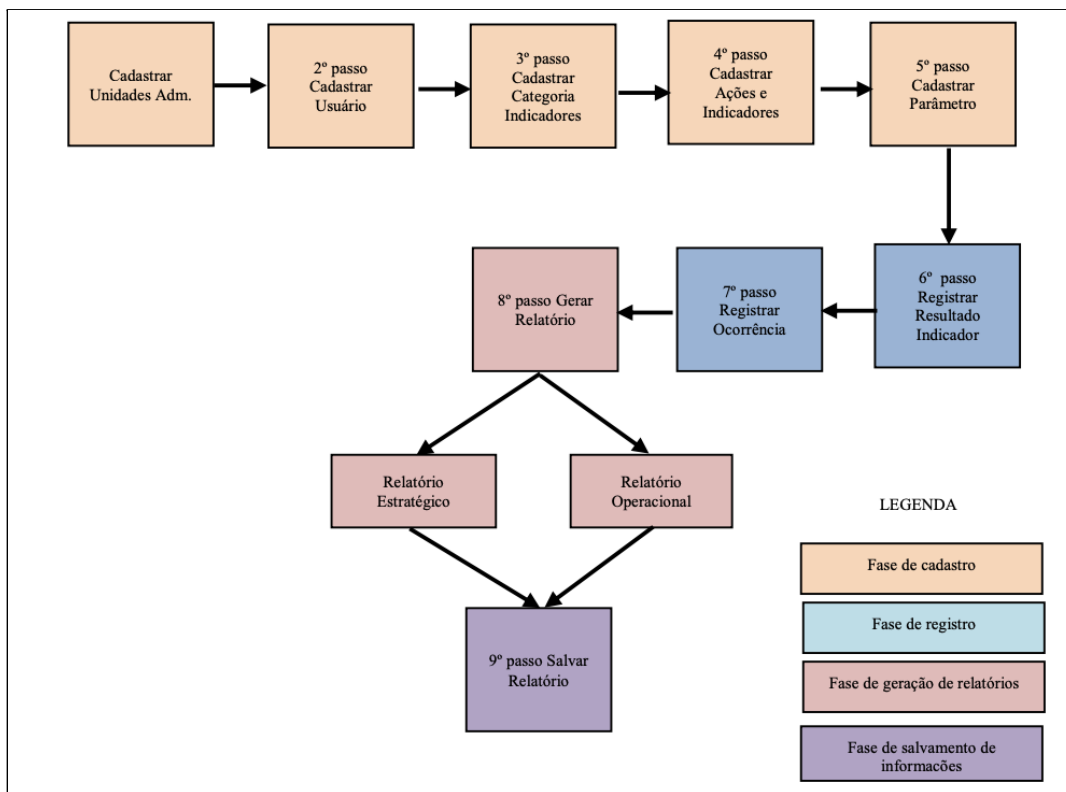 Cadastrar
Unidades Adm.
2º passo
Cadastrar
Usuário
3º passo
Cadastrar
Categoria
Indicadores
4º passo
Cadastrar
Ações e
Indicadores
5º passo
Cadastrar
Parâmetro
6º passo
Registrar
Resultado
Indicador
7º passo
Registrar
Ocorrência
8º passo Gerar
Relatório
Relatório
Estratégico
Relatório
Operacional
9º passo Salvar
Relatório
LEGENDA
Fase de cadastro
Fase de registro
Fase de geração de relatórios
Fase de salvamento de
informacões